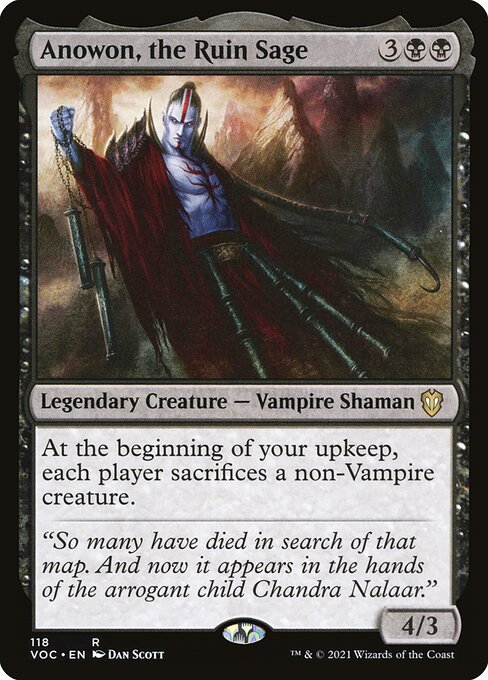 Anowon, the Ruin Sage 3
Legendary Creature — Vampire Shaman
At the beginning of your upkeep,
each player sacrifices a non-Vampire
creature.
“So many have died in search of that
map. And now it appears in the hands
of the arrogant child Chandra Nalaar.”
4/3
118 R
VOC • EN DAN SCOTT ™ & © 2021 Wizards of the Coast